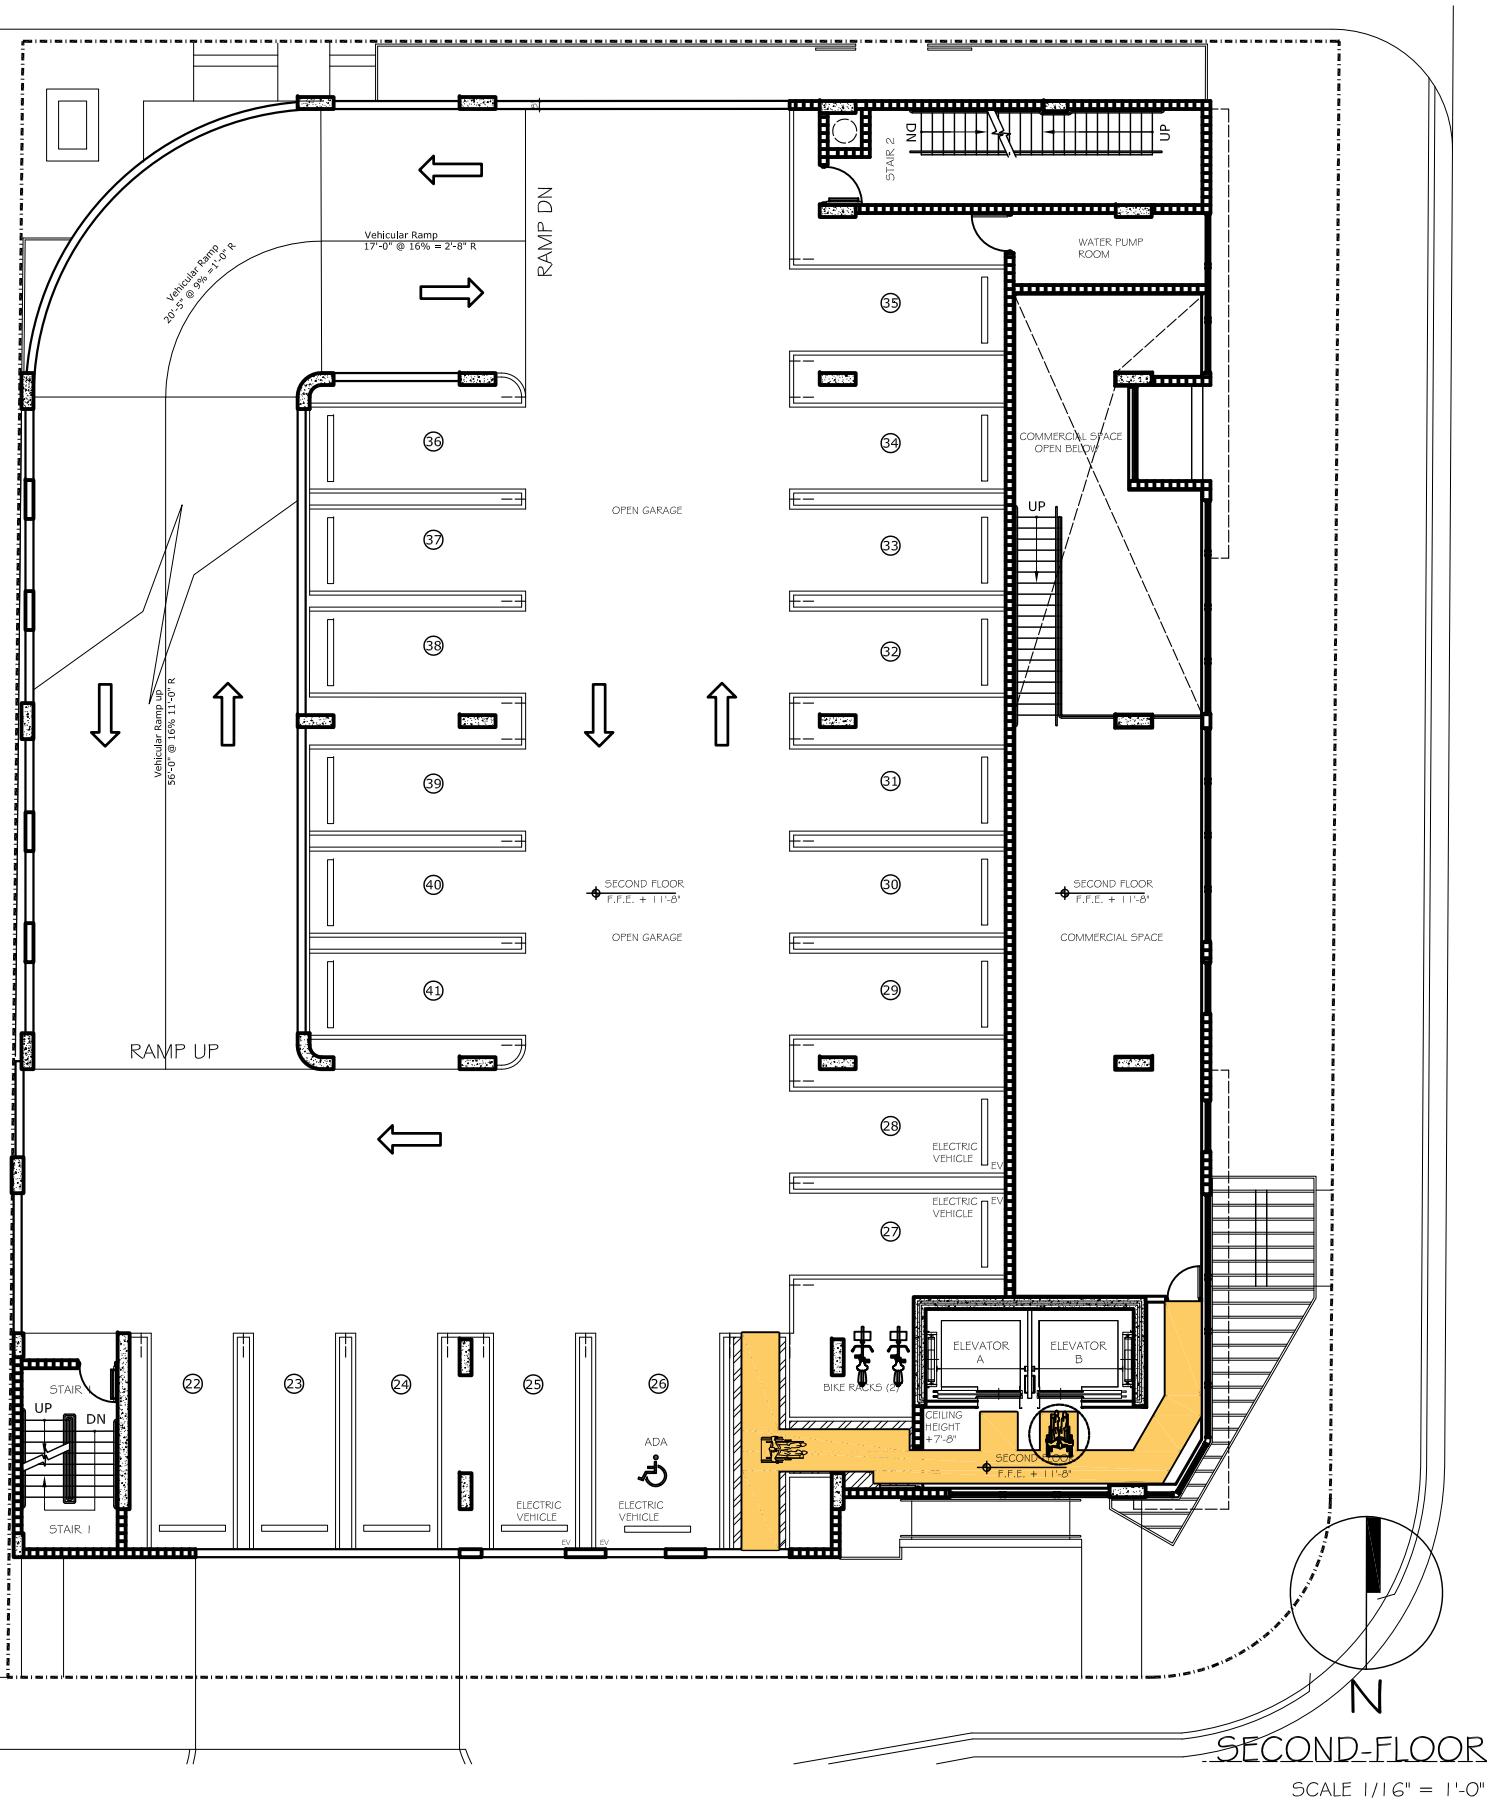 DN
UP
STAIR 2
RAMP DN
Vehicular Ramp
17'-0" @ 16% = 2'-8" R
Vehicular Ramp
20'-5" @ 9% =1'-0" R
WATER PUMP
ROOM
35
36
34
COMMERCIAL SPACE
OPEN BELOW
UP
OPEN GARAGE
37
33
38
32
Vehicular Ramp up
56'-0" @ 16% 11'-0" R
39
31
40
30
SECOND FLOOR
F.F.E. + 11'-8"
SECOND FLOOR
F.F.E. + 11'-8"
OPEN GARAGE
COMMERCIAL SPACE
41
29
RAMP UP
28
ELECTRIC
VEHICLE
EV
ELECTRIC
VEHICLE
EV
27
ELEVATOR
A
ELEVATOR
B
STAIR 1
22
23
24
25
26
BIKE RACKS (2)
UP
DN
CEILING
HEIGHT
+7'-8"
ADA
SECOND FLOOR
F.F.E. + 11'-8"
ELECTRIC
VEHICLE
ELECTRIC
VEHICLE
STAIR 1
EV
EV
N
SECOND-FLOOR
SCALE 1/16" = 1'-0"